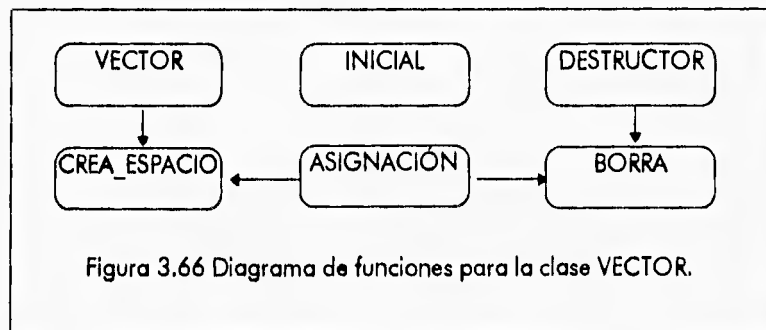 VECTOR INICIAL DESTRUCTOR
CREA_ESPACIO ASIGNACIÓN BORRA
Figura 3.66 Diagrama de funciones para la clase VECTOR.